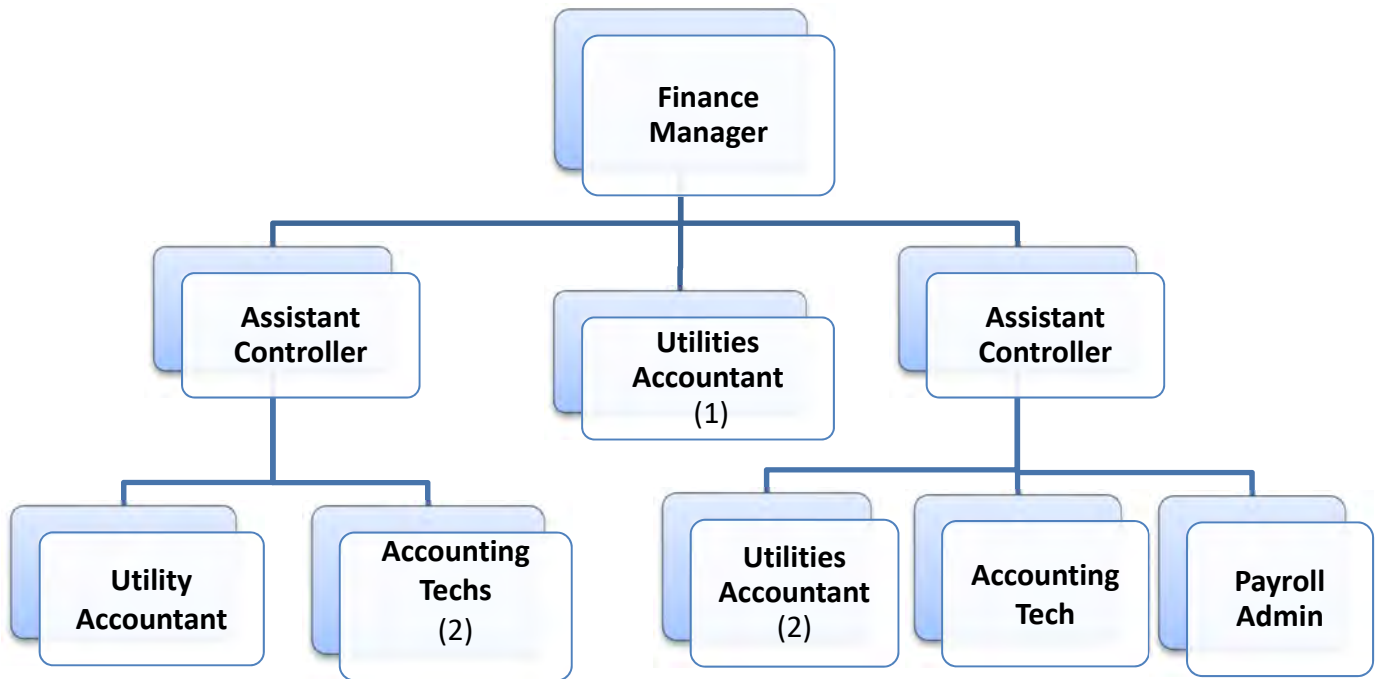 Finance
Manager
Assistant
Controller
Utilities
Accountant
(1)
Assistant
Controller
Utility
Accountant
Accounting
Techs
(2)
Utilities
Accountant
(2)
Accounting
Tech
Payroll
Admin